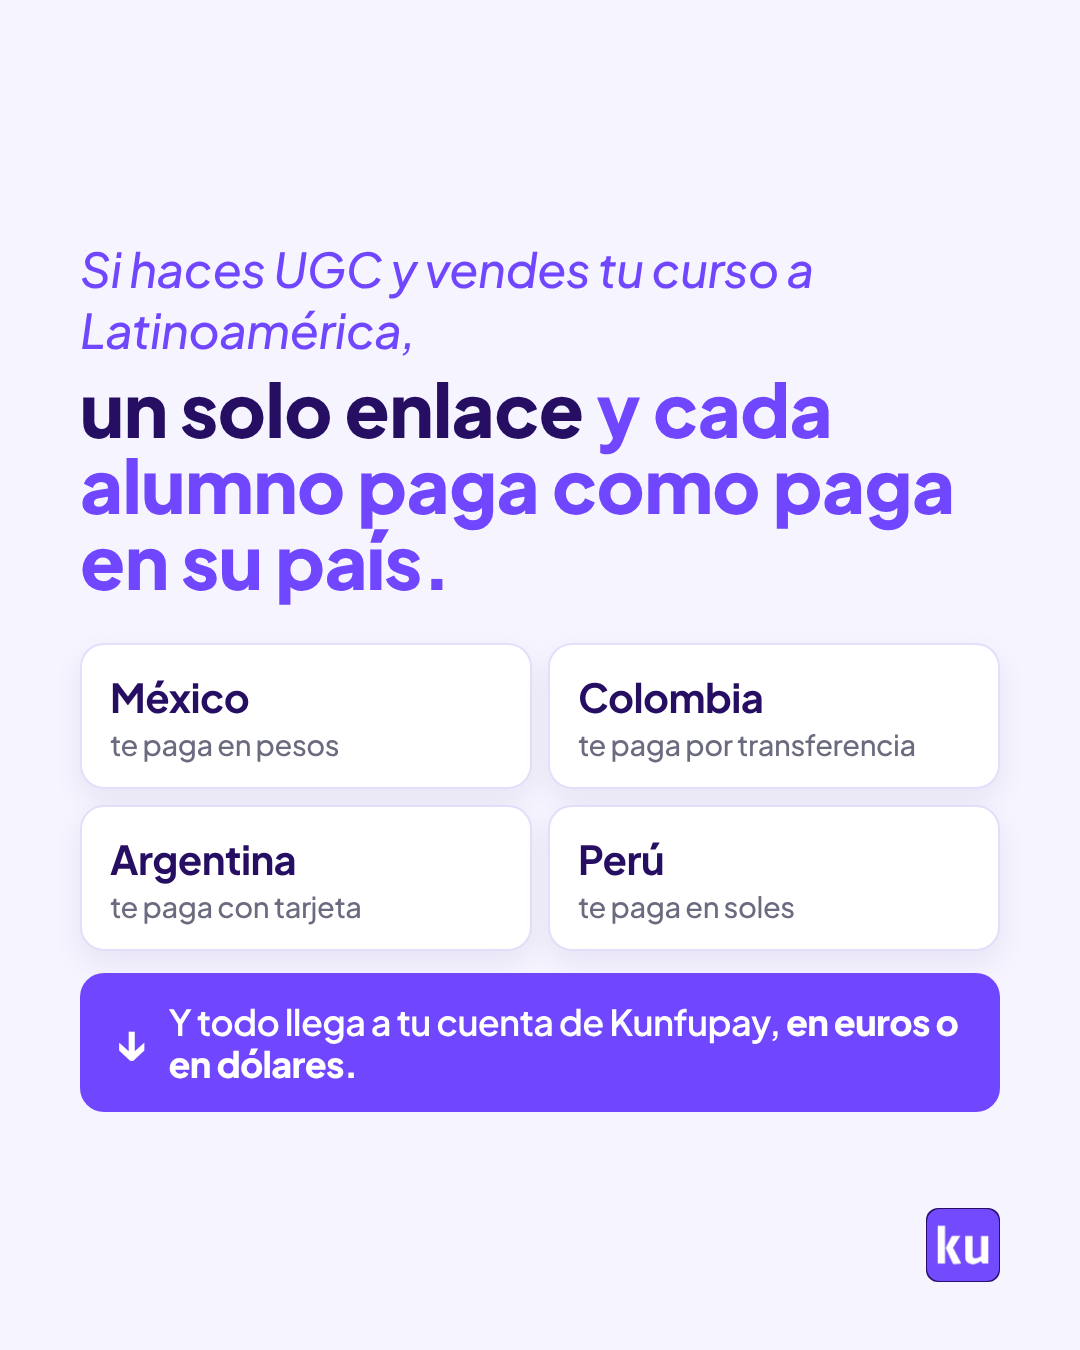 Si haces UGC y vendes tu curso a
Latinoamérica,
un solo enlace y cada
alumno paga como paga
en su país.
México
te paga en pesos
Colombia
te paga por transferencia
Argentina
te paga con tarjeta
Perú
te paga en soles
↓ Y todo llega a tu cuenta de Kunfupay, en euros o
en dólares.
ku